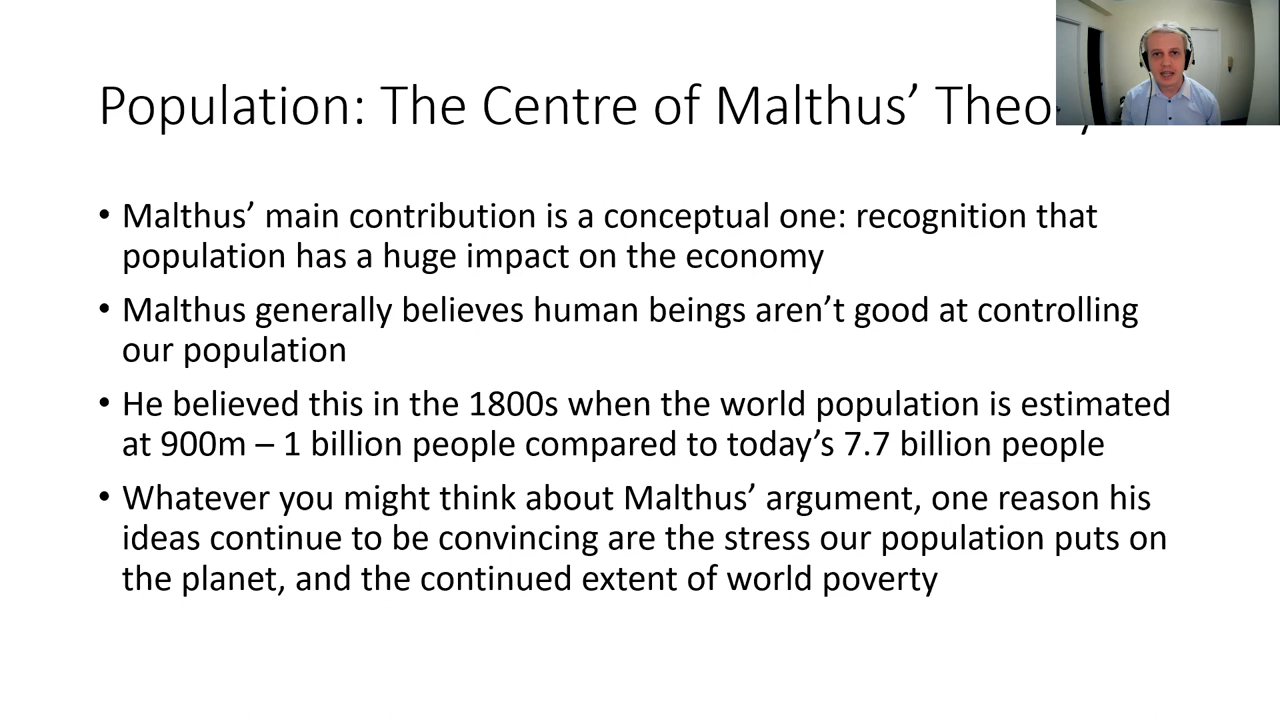 Population: The Centre of Malthus’
• Malthus’ main contribution is a conceptual one: recognition that
population has a huge impact on the economy
• Malthus generally believes human beings aren’t good at controlling
our population
• He believed this in the 1800s when the world population is estimated
at 900m – 1 billion people compared to today’s 7.7 billion people
• Whatever you might think about Malthus’ argument, one reason his
ideas continue to be convincing are the stress our population puts on
the planet, and the continued extent of world poverty